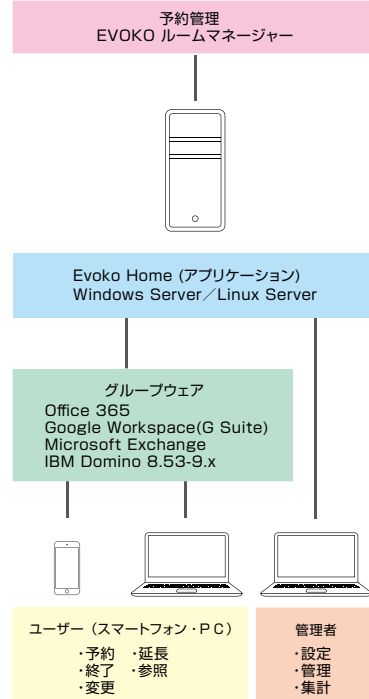 予約管理
EVOKO ルームマネージャー
Evoko Home (アプリケーション)
Windows Server／Linux Server
グループウェア
Office 365
Google Workspace(G Suite)
Microsoft Exchange
IBM Domino 8.53-9.x
ユーザー（スマートフォン・PC）
・予約 ・延長
・終了 ・参照
・変更
管理者
・設定
・管理
・集計